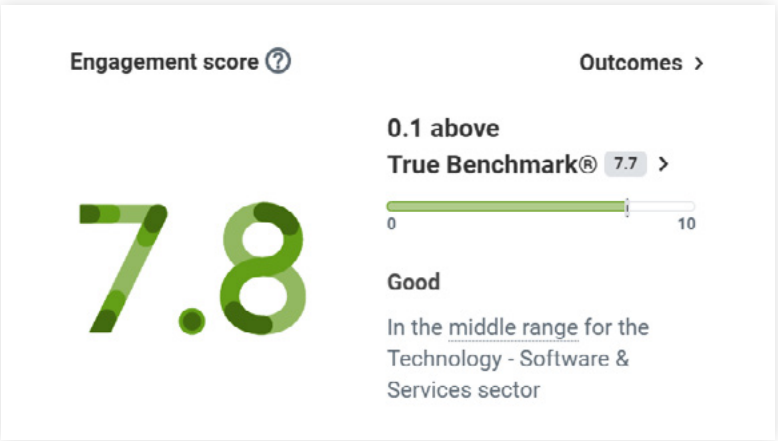 Engagement score ?
Outcomes >
7.8
0.1 above
True Benchmark® 7.7 >
0 10
Good
In the middle range for the
Technology - Software &
Services sector